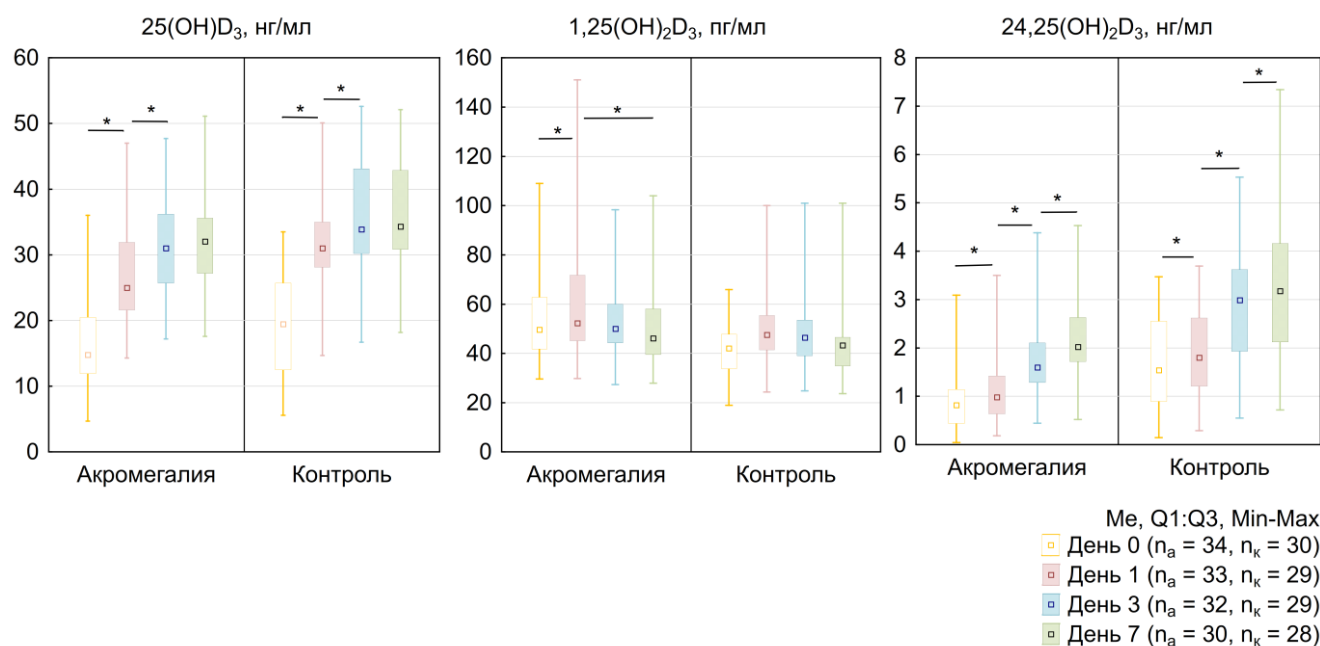 25(OH)D₃, нг/мл
60
50
40
30
20
10
0
* * * *
Акромегалия Контроль
1,25(OH)₂D₃, пг/мл
160
140
120
100
80
60
40
20
0
* *
Акромегалия Контроль
24,25(OH)₂D₃, нг/мл
8
7
6
5
4
3
2
1
0
* * * * * *
Акромегалия Контроль
Me, Q1:Q3, Min-Max
День 0 (nₐ = 34, nₖ = 30)
День 1 (nₐ = 33, nₖ = 29)
День 3 (nₐ = 32, nₖ = 29)
День 7 (nₐ = 30, nₖ = 28)